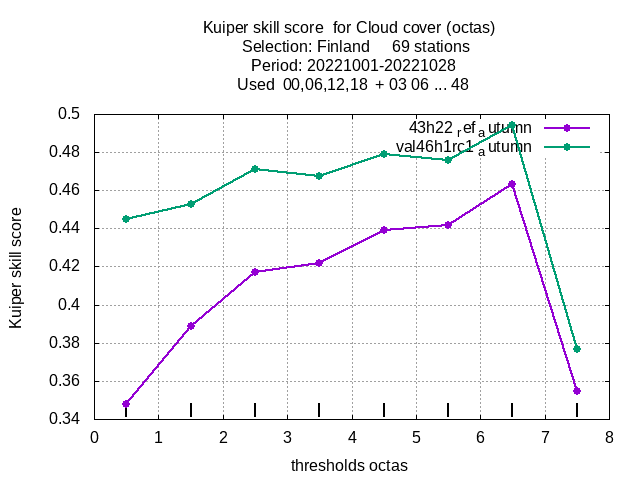 Kuiper skill score for Cloud cover (octas)
Selection: Finland 69 stations
Period: 20221001-20221028
Used 00,06,12,18 + 03 06 ... 48
43h22 ref autumn
val46h1rc1 autumn
0.5
0.48
0.46
0.44
0.42
0.4
0.38
0.36
0.34
Kuiper skill score
0 1 2 3 4 5 6 7 8
thresholds octas